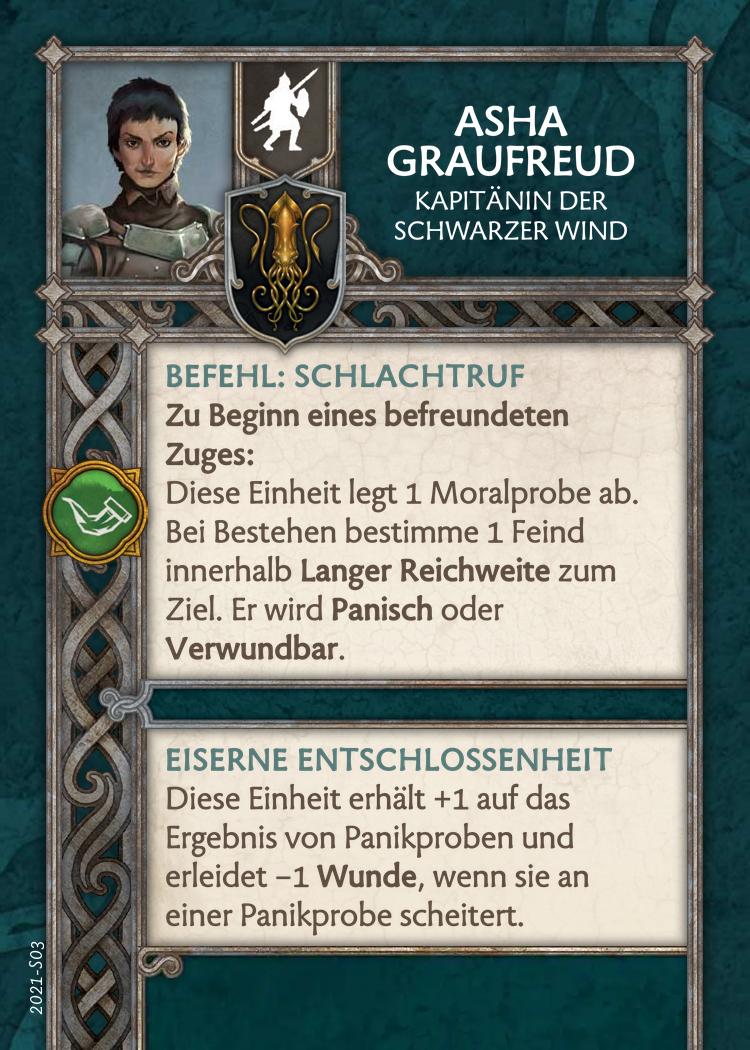 ASHA
GRAUFREUD
KAPITÄNIN DER
SCHWARZER WIND
BEFEHL: SCHLACHTRUF
Zu Beginn eines befreundeten
Zuges:
Diese Einheit legt 1 Moralprobe ab.
Bei Bestehen bestimme 1 Feind
innerhalb Langer Reichweite zum
Ziel. Er wird Panisch oder
Verwundbar.
EISERNE ENTSCHLOSSENHEIT
Diese Einheit erhält +1 auf das
Ergebnis von Panikproben und
erleidet −1 Wunde, wenn sie an
einer Panikprobe scheitert.
2021-S03